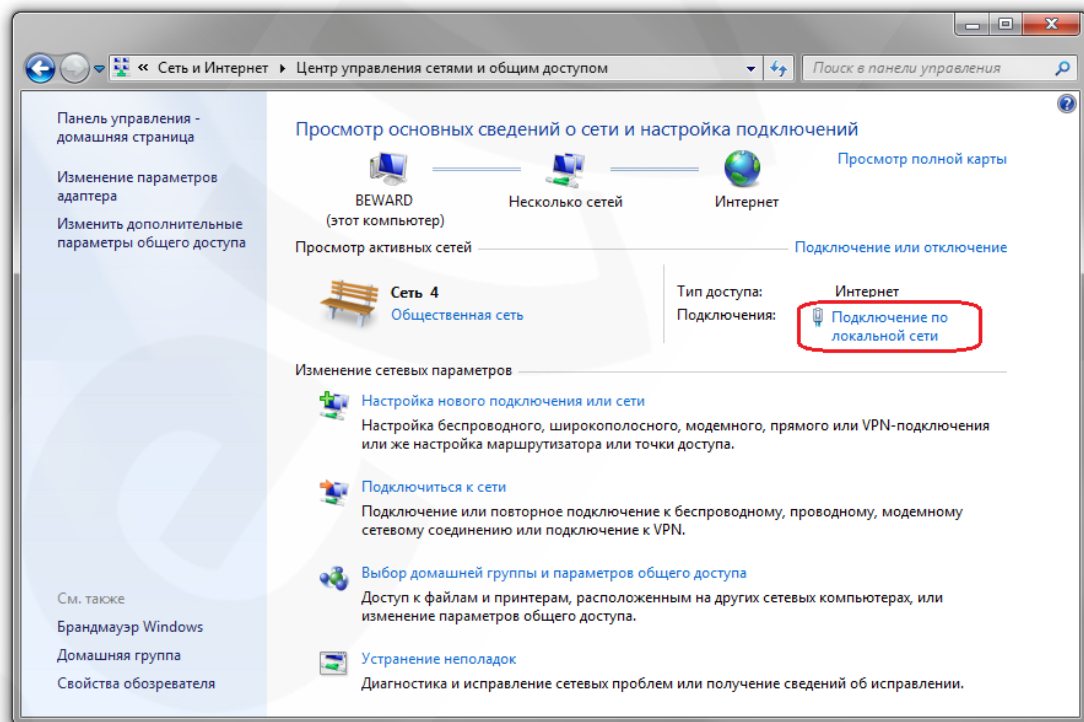 « Сеть и Интернет ▸ Центр управления сетями и общим доступом
Поиск в панели управления
Панель управления -
домашняя страница
Изменение параметров
адаптера
Изменить дополнительные
параметры общего доступа
См. также
Брандмауэр Windows
Домашняя группа
Свойства обозревателя
Просмотр основных сведений о сети и настройка подключений
Просмотр полной карты
BEWARD
(этот компьютер)
Несколько сетей
Интернет
Просмотр активных сетей
Подключение или отключение
Сеть 4
Общественная сеть
Тип доступа: Интернет
Подключения: Подключение по
локальной сети
Изменение сетевых параметров
Настройка нового подключения или сети
Настройка беспроводного, широкополосного, модемного, прямого или VPN-подключения
или же настройка маршрутизатора или точки доступа.
Подключиться к сети
Подключение или повторное подключение к беспроводному, проводному, модемному
сетевому соединению или подключение к VPN.
Выбор домашней группы и параметров общего доступа
Доступ к файлам и принтерам, расположенным на других сетевых компьютерах, или
изменение параметров общего доступа.
Устранение неполадок
Диагностика и исправление сетевых проблем или получение сведений об исправлении.